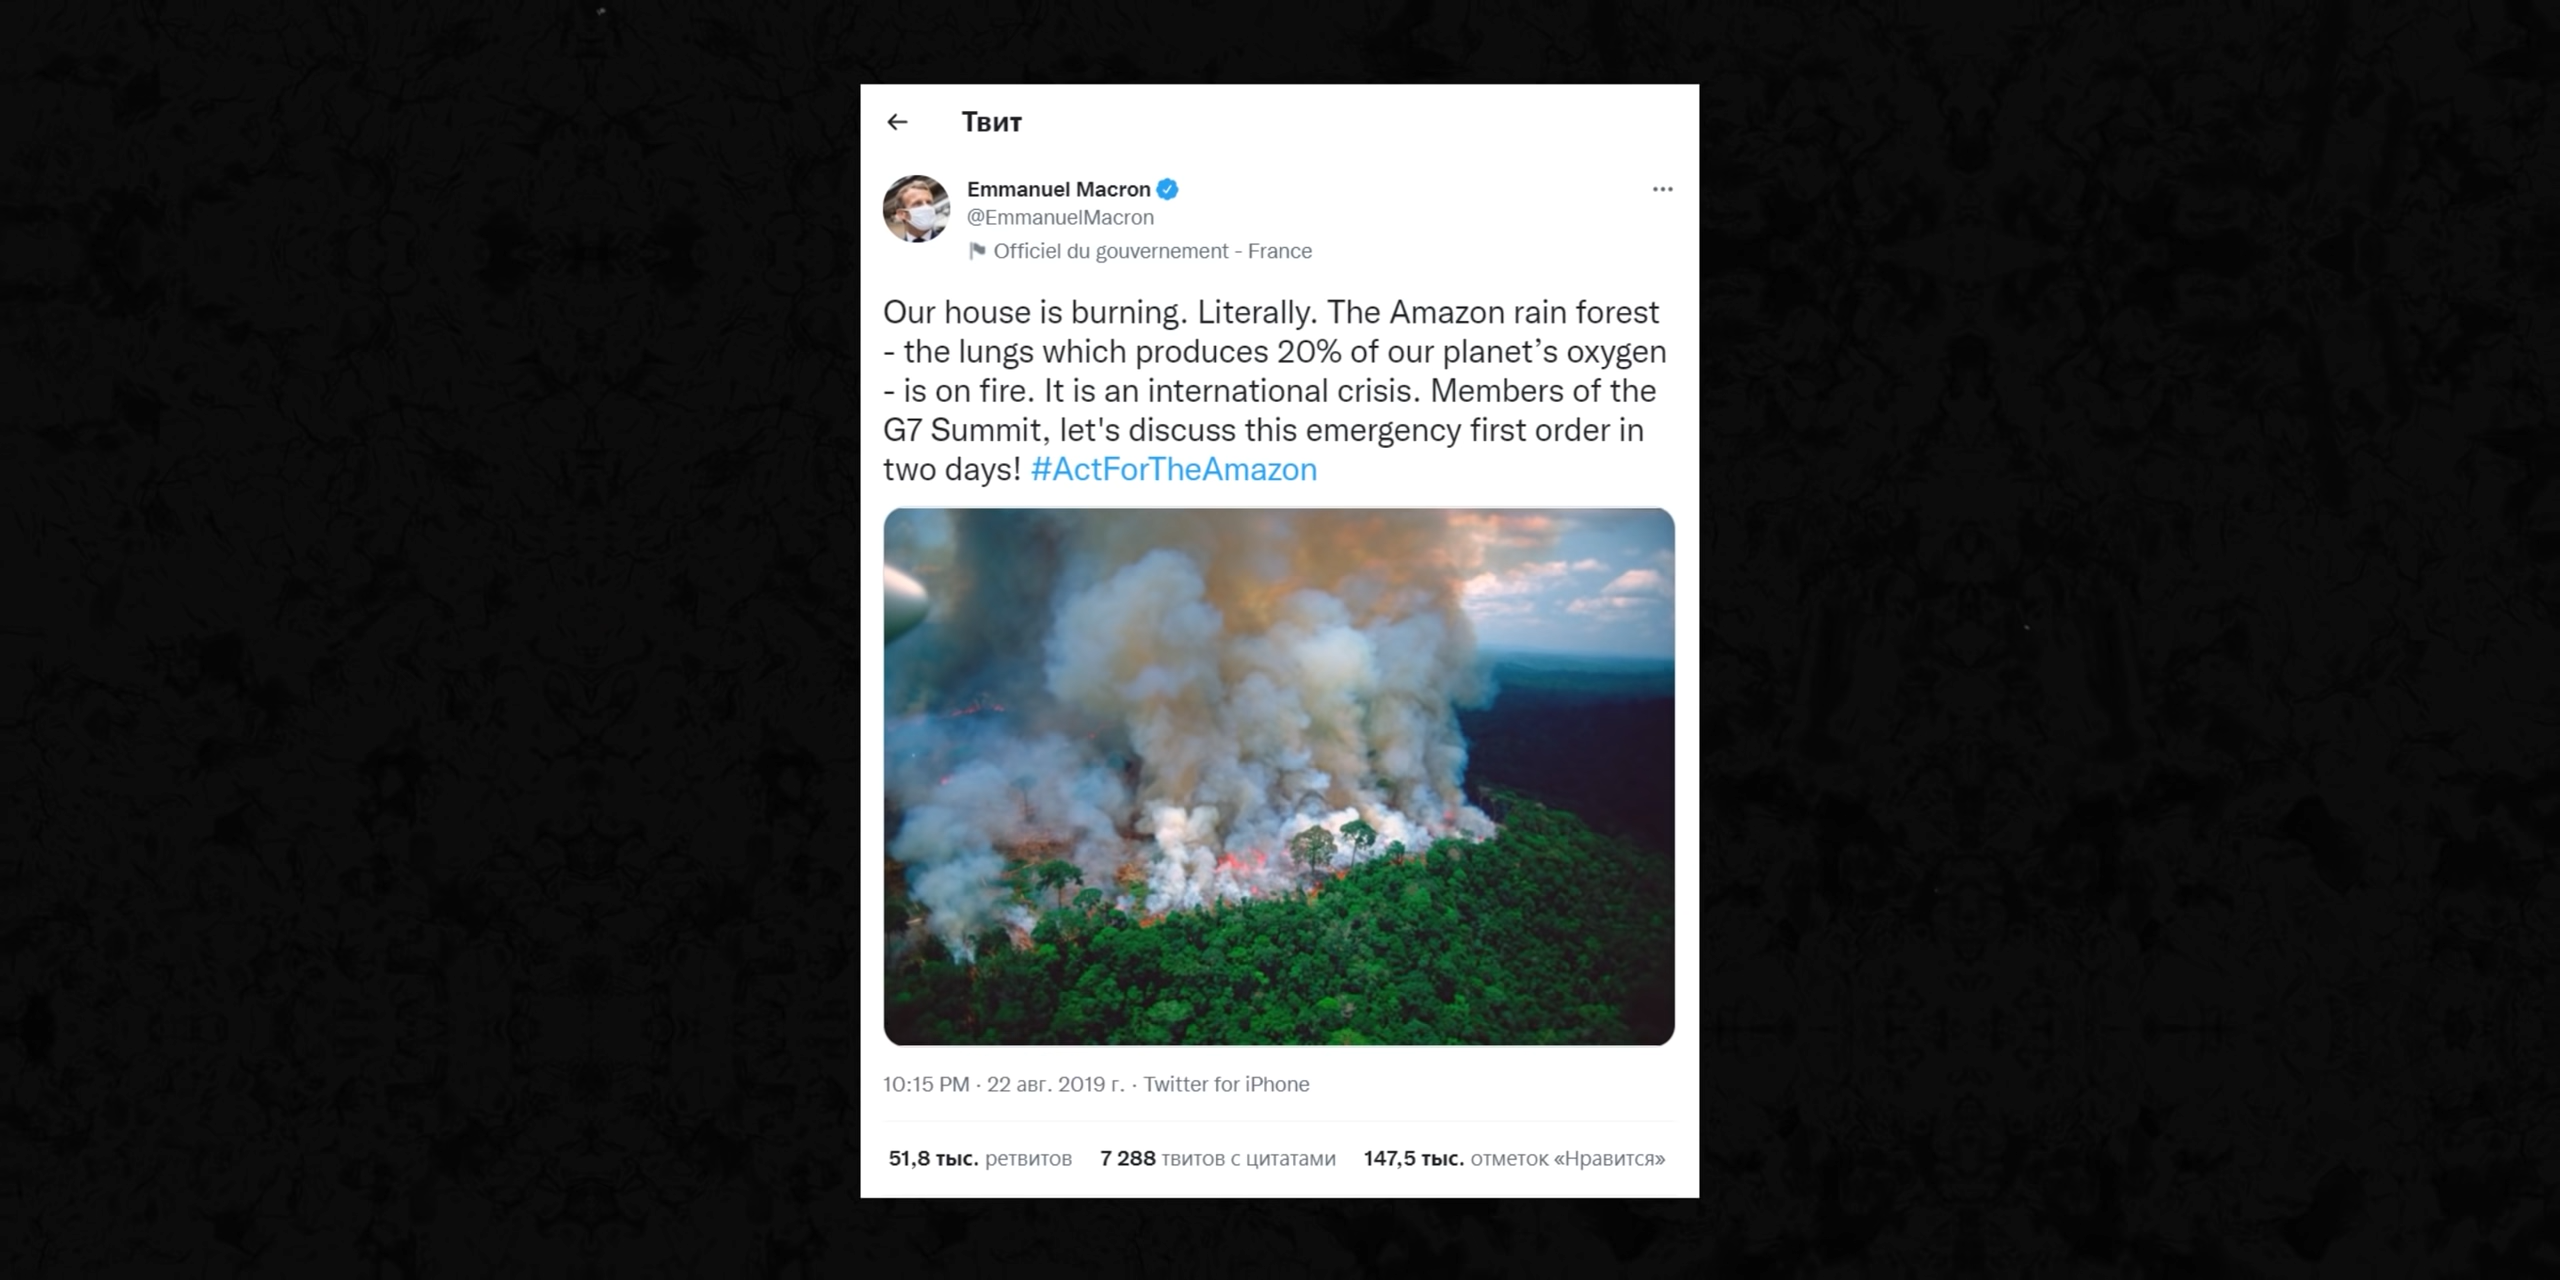 Твит
Emmanuel Macron
@EmmanuelMacron
Officiel du gouvernement - France
Our house is burning. Literally. The Amazon rain forest
- the lungs which produces 20% of our planet’s oxygen
- is on fire. It is an international crisis. Members of the
G7 Summit, let's discuss this emergency first order in
two days! #ActForTheAmazon
10:15 PM · 22 авг. 2019 г. · Twitter for iPhone
51,8 тыс. ретвитов 7 288 твитов с цитатами 147,5 тыс. отметок «Нравится»